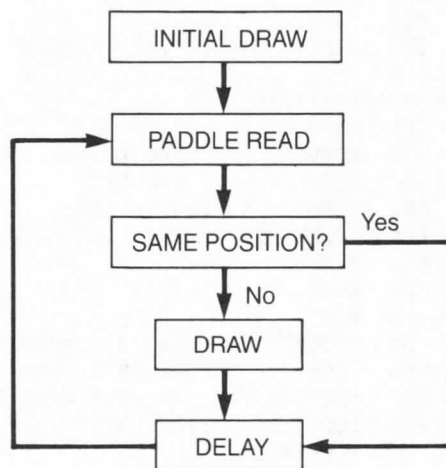 INITIAL DRAW
PADDLE READ
SAME POSITION?
Yes
No
DRAW
DELAY